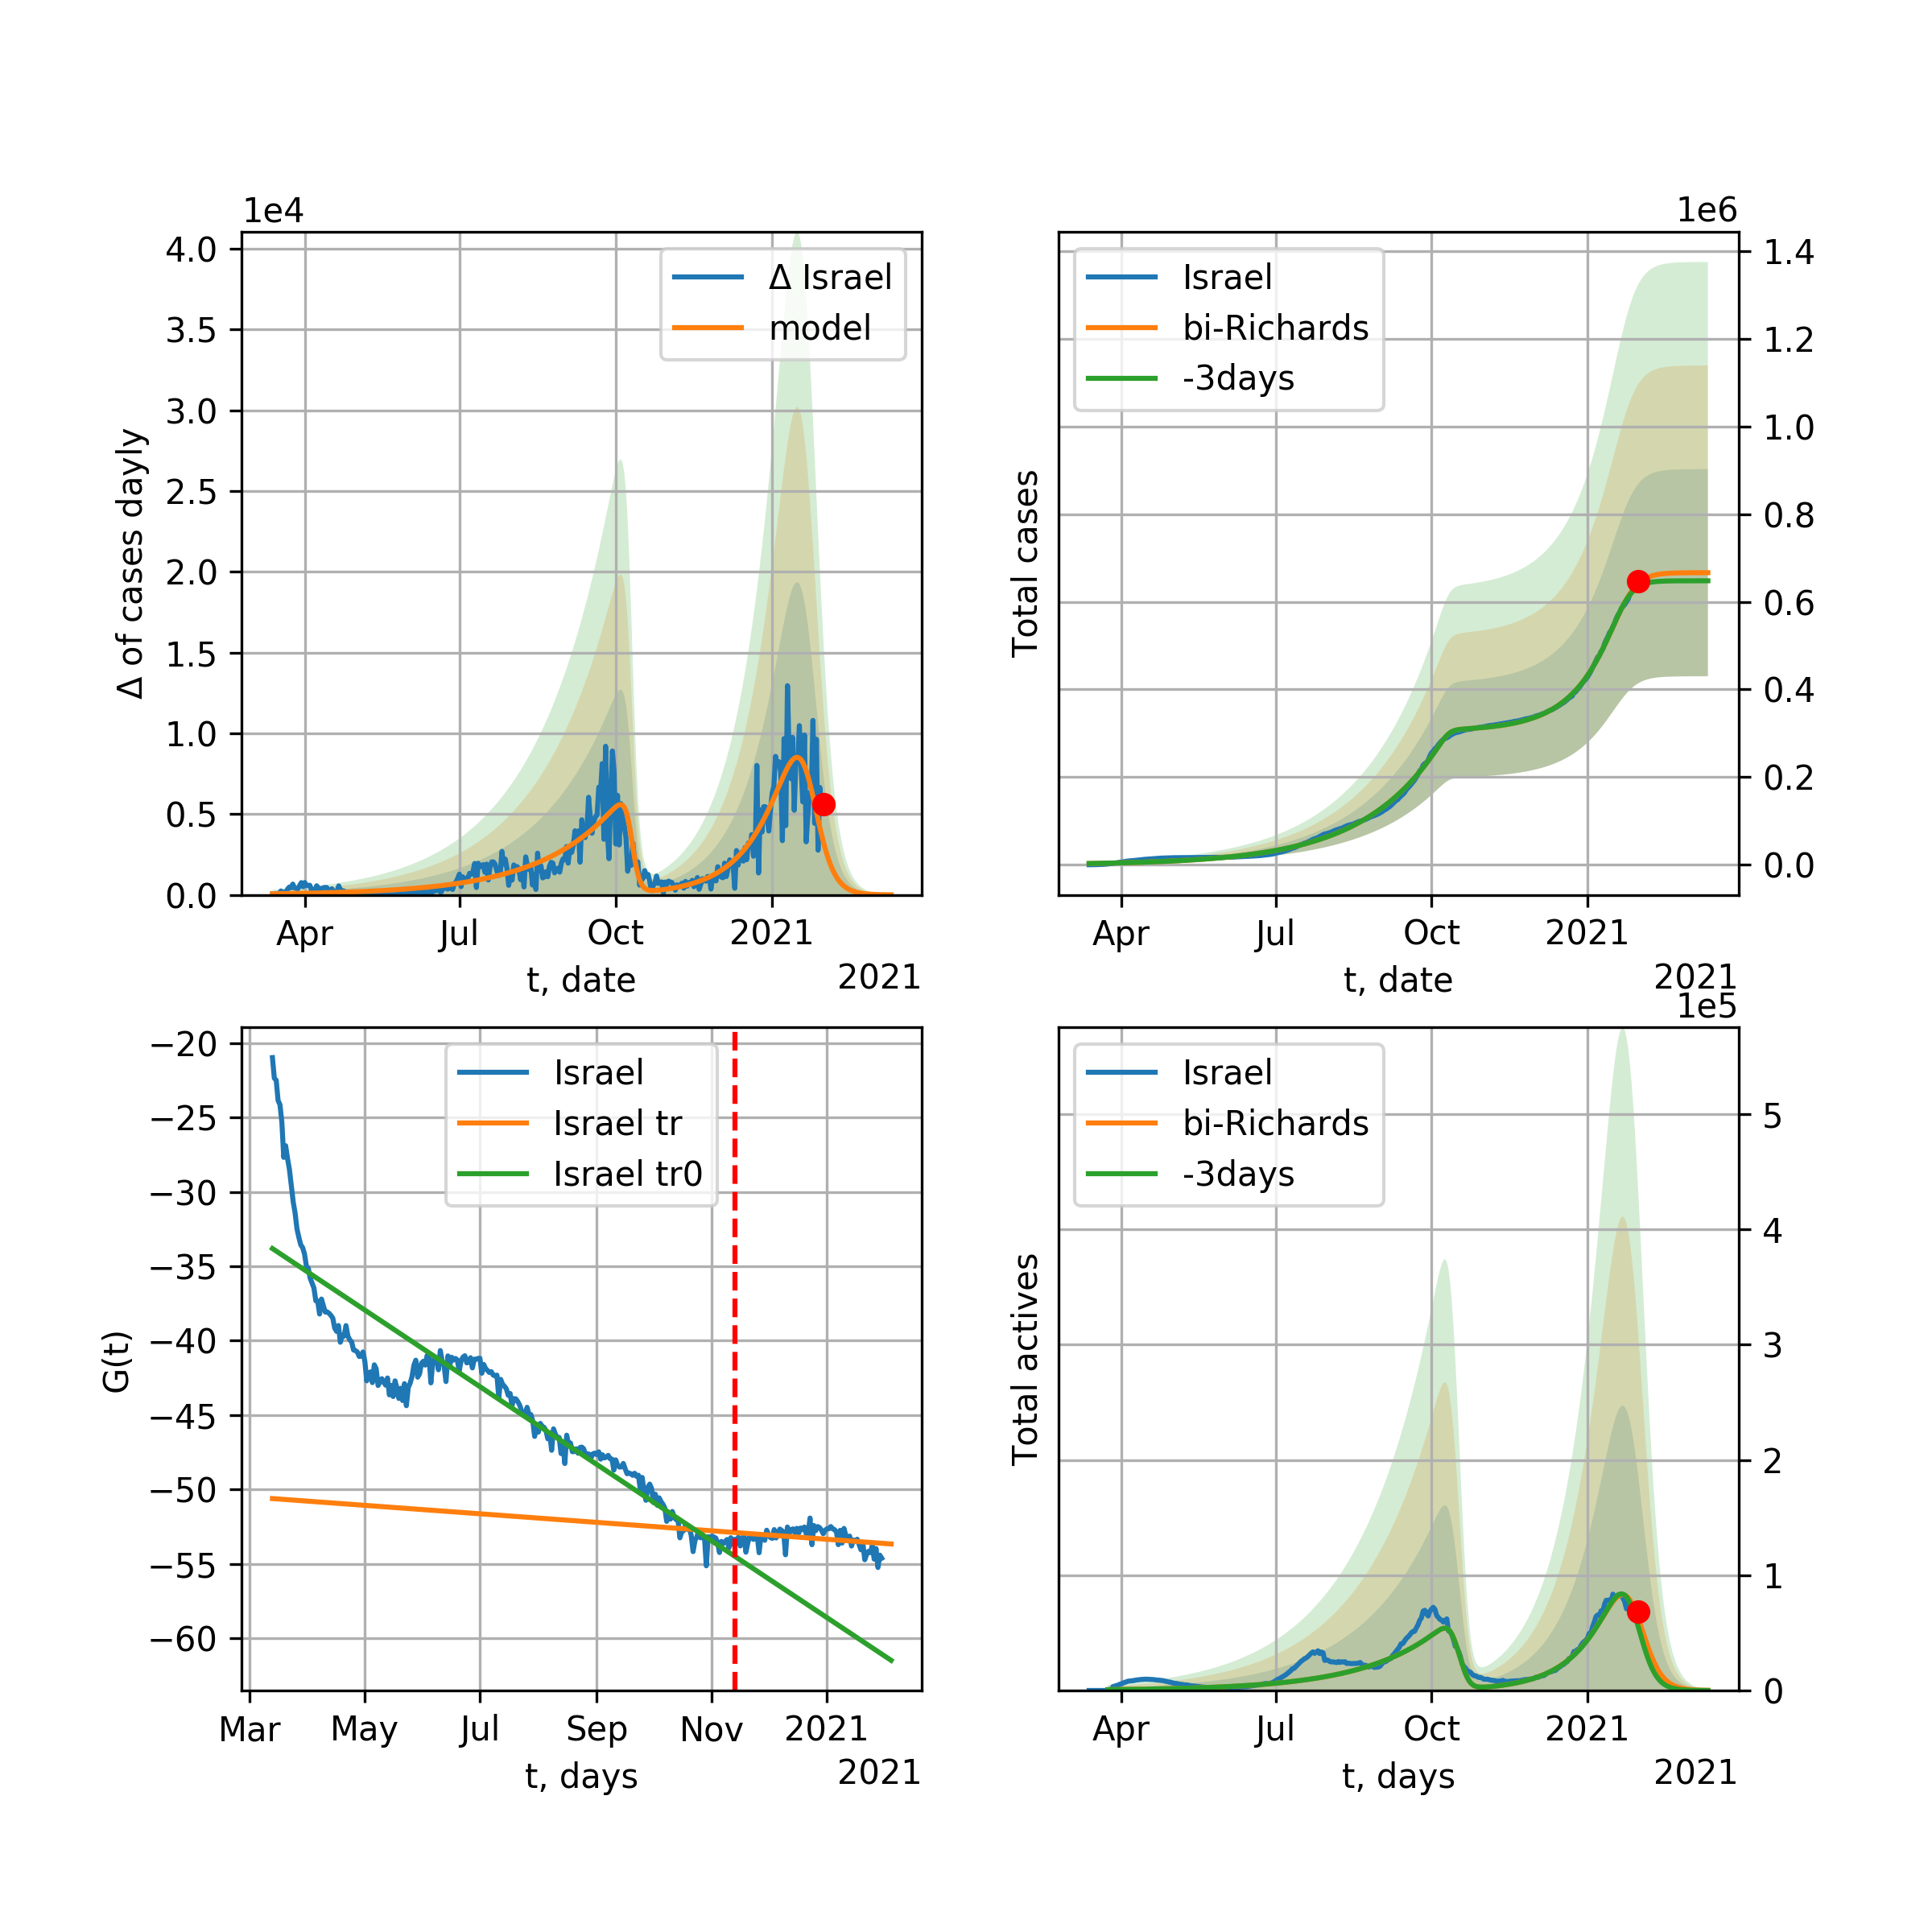 1e4
4.0
3.5
3.0
2.5
2.0
1.5
1.0
0.5
0.0
Δ of cases dayly
Δ Israel
model
Apr Jul Oct 2021
t, date
2021
1e6
1.4
1.2
1.0
0.8
0.6
0.4
0.2
0.0
Total cases
Israel
bi-Richards
-3days
Apr Jul Oct 2021
t, date
2021
−20
−25
−30
−35
−40
−45
−50
−55
−60
G(t)
Israel
Israel tr
Israel tr0
Mar May Jul Sep Nov 2021
t, days
2021
1e5
5
4
3
2
1
0
Total actives
Israel
bi-Richards
-3days
Apr Jul Oct 2021
t, days
2021